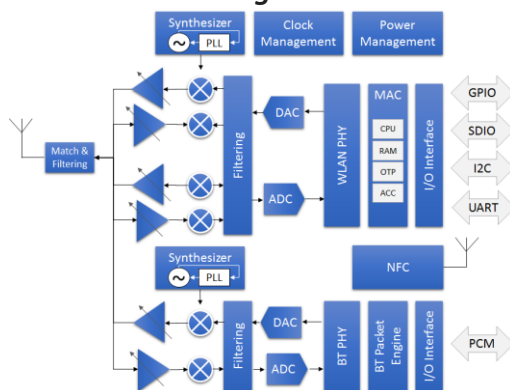 Synthesizer
PLL
Clock
Management
Power
Management
GPIO
SDIO
I2C
UART
DAC
MAC
CPU
RAM
OTP
ACC
WLAN PHY
I/O Interface
Filtering
ADC
Match &
Filtering
Synthesizer
PLL
NFC
DAC
Filtering
ADC
BT PHY
BT Packet
Engine
I/O Interface
PCM